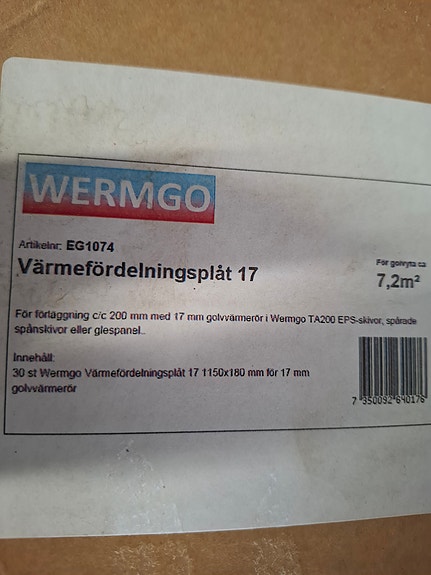 WERMGO
Artikelnr: EG1074
Värmefördelningsplåt 17
För golvyta ca
7,2m²
För förläggning c/c 200 mm med 17 mm golvvärmerör i Wermgo TA200 EPS-skivor, spårade
spånskivor eller glespanel.
Innehåll:
30 st Wermgo Värmefördelningsplåt 17 1150x180 mm för 17 mm
golvvärmerör
7 350092 640176